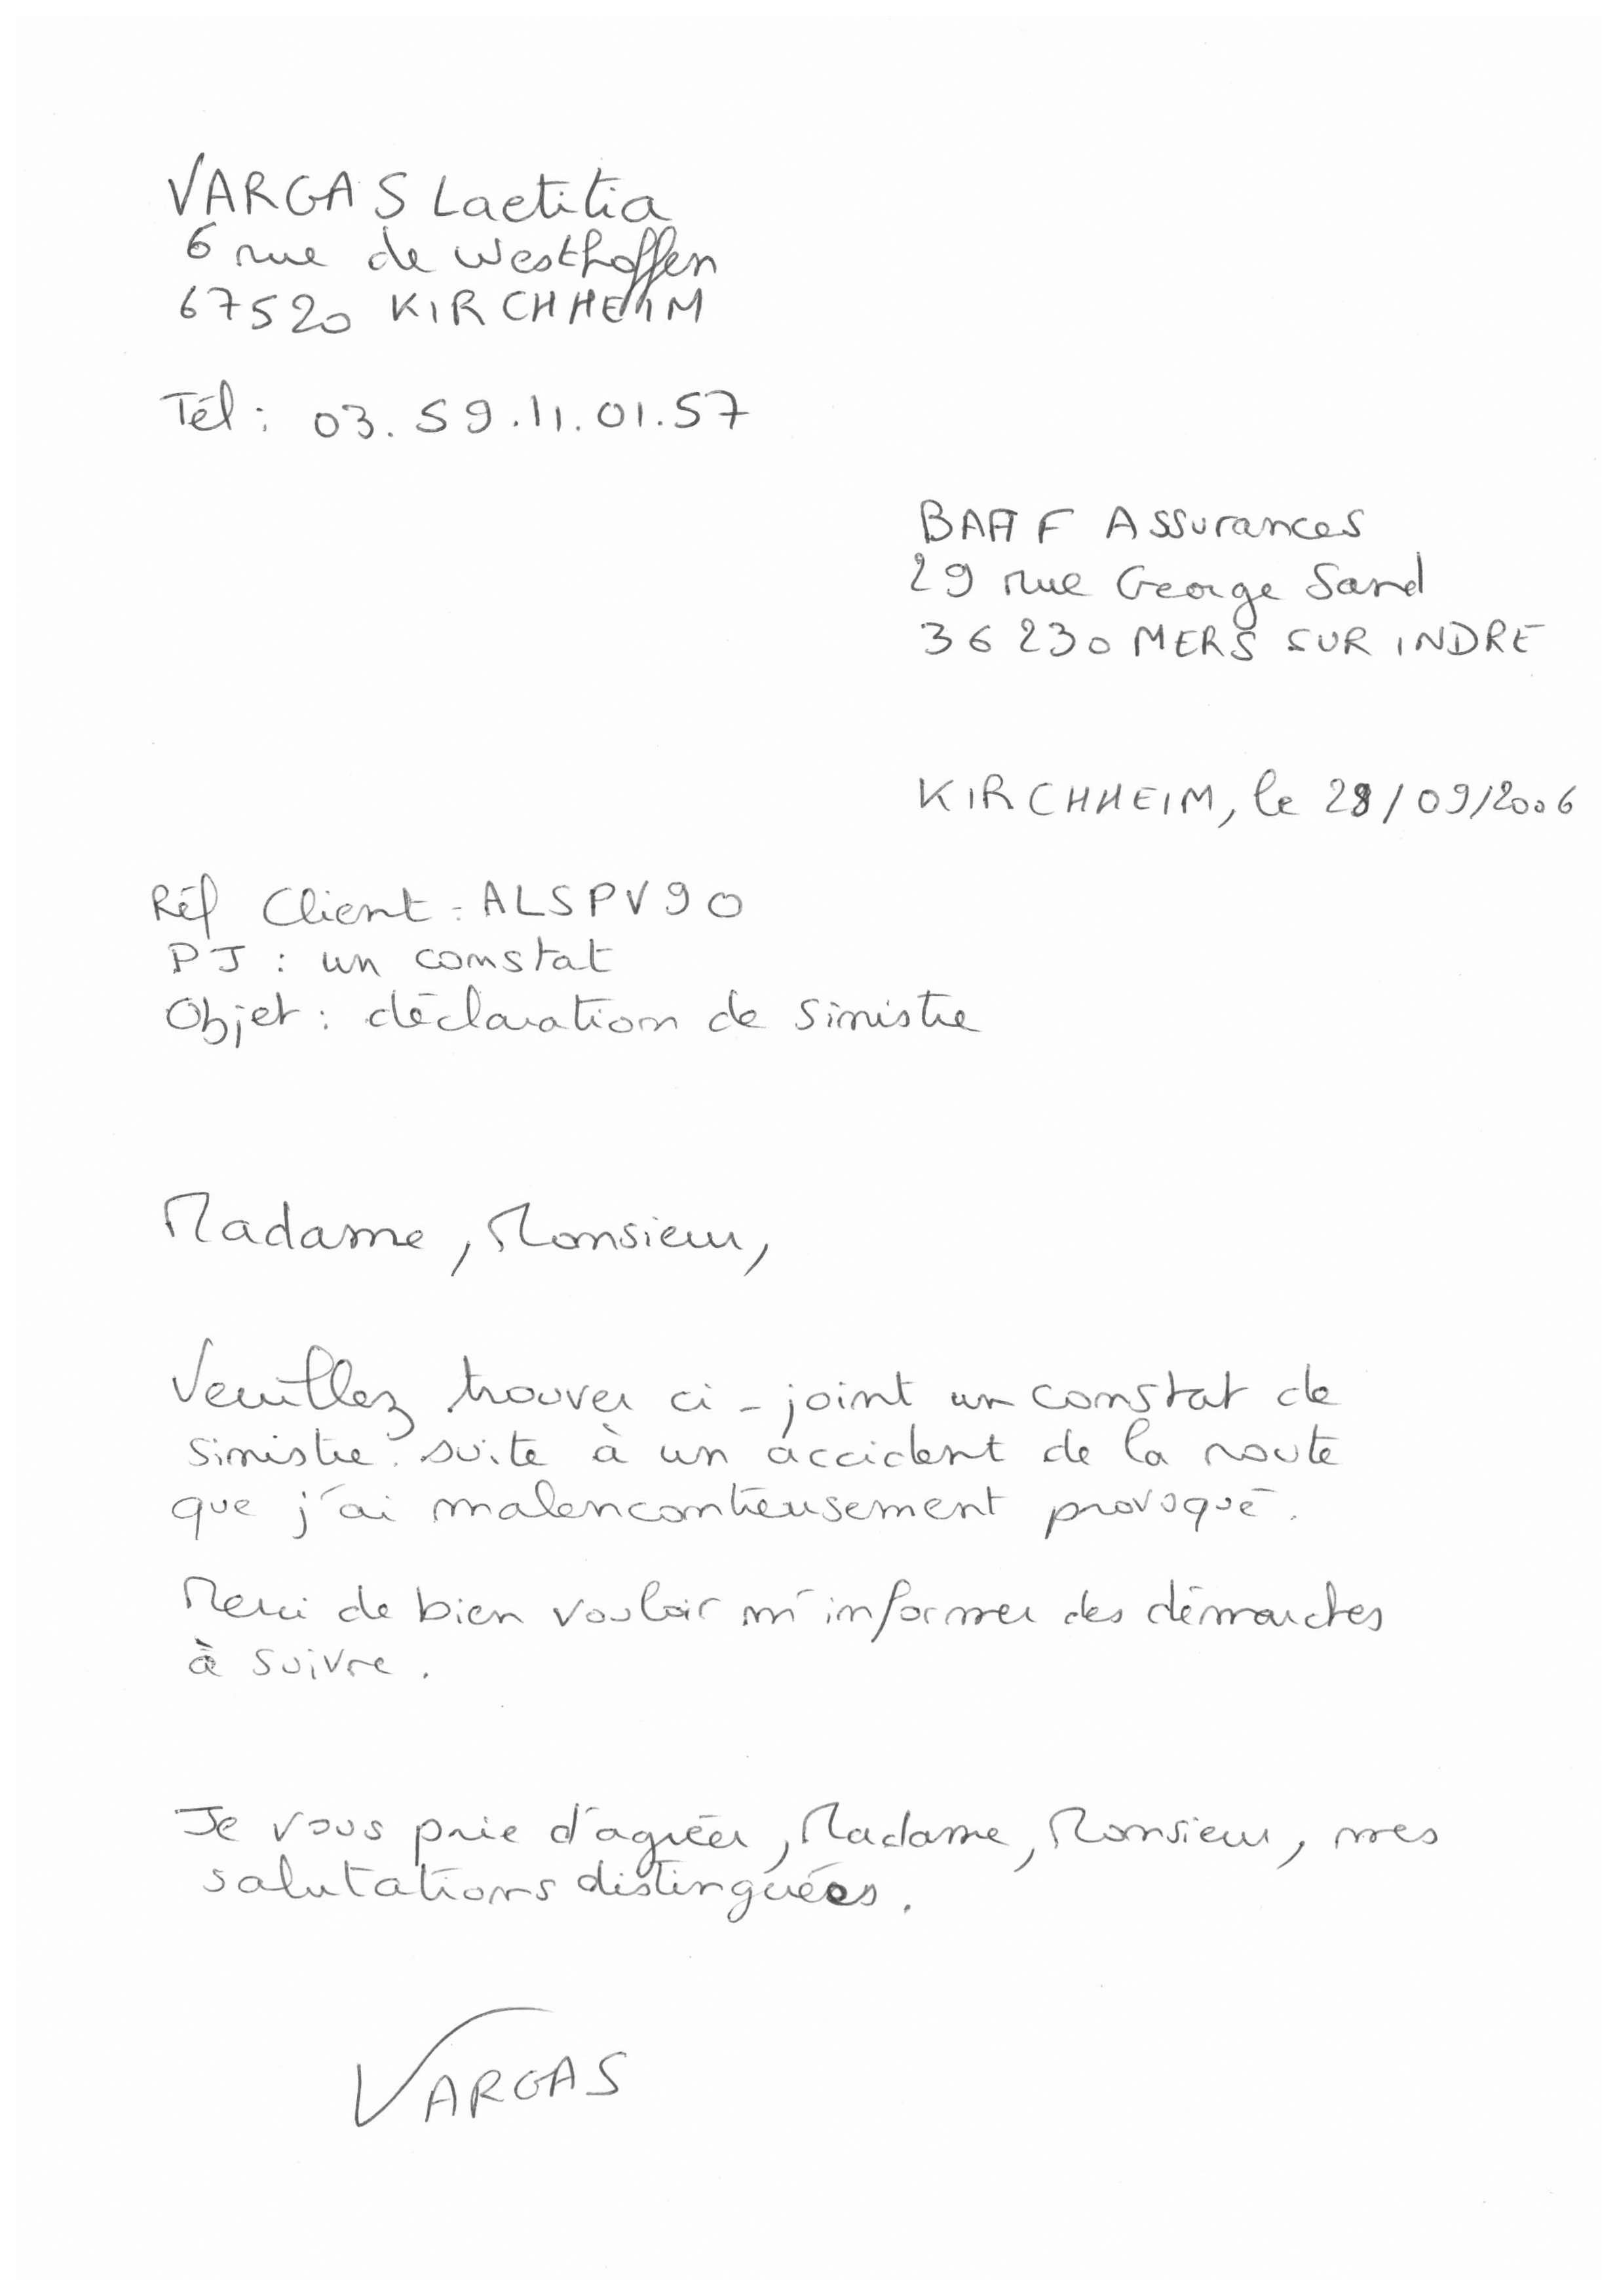 VARGAS Laetitia
6 rue de Westhoffen
67520 KIRCHHEIM
Tél : 03.59.11.01.57
BAAF Assurances
29 rue George Sand
36230 MERS SUR INDRE
KIRCHHEIM, le 28/09/2006
Réf Client : ALSPV90
PJ : un constat
Objet : déclaration de sinistre
Madame, Monsieur,
Veuillez trouver ci-joint un constat de
sinistre suite à un accident de la route
que j'ai malencontreusement provoqué.
Merci de bien vouloir m'informer des démarches
à suivre.
Je vous prie d'agréer, Madame, Monsieur, mes
salutations distinguées.
VARGAS